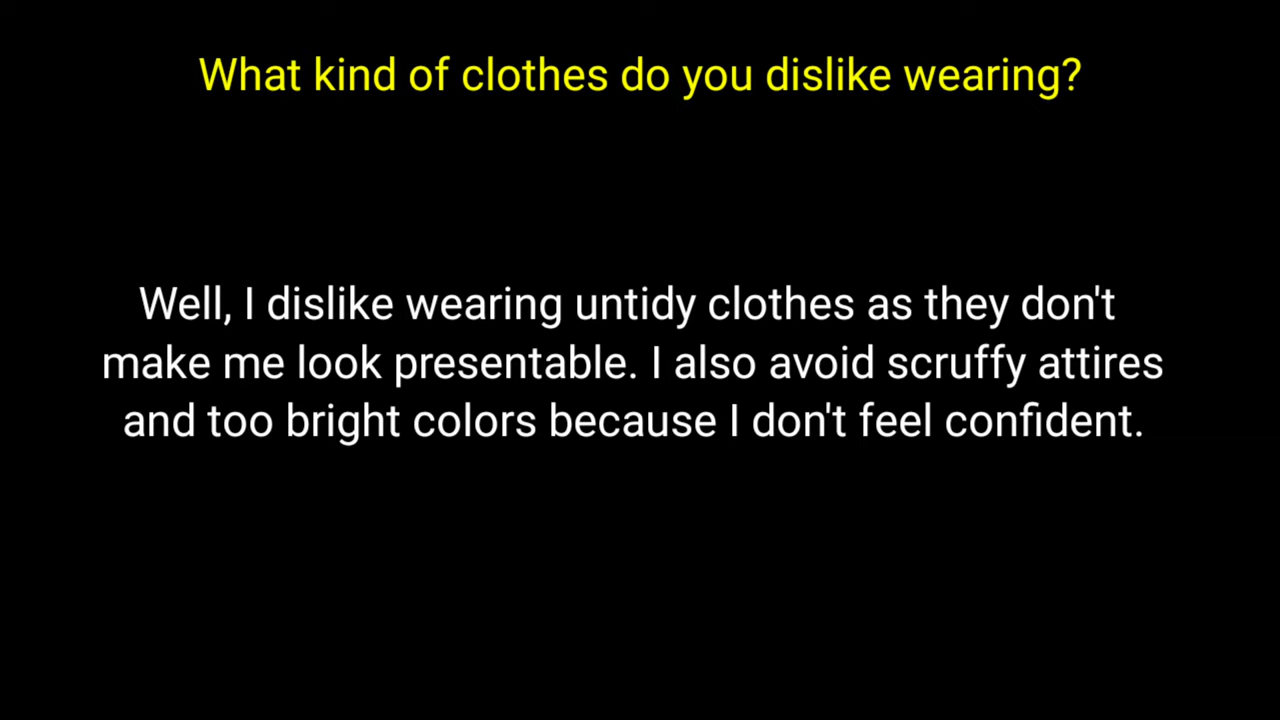 What kind of clothes do you dislike wearing?
Well, I dislike wearing untidy clothes as they don't
make me look presentable. I also avoid scruffy attires
and too bright colors because I don't feel confident.